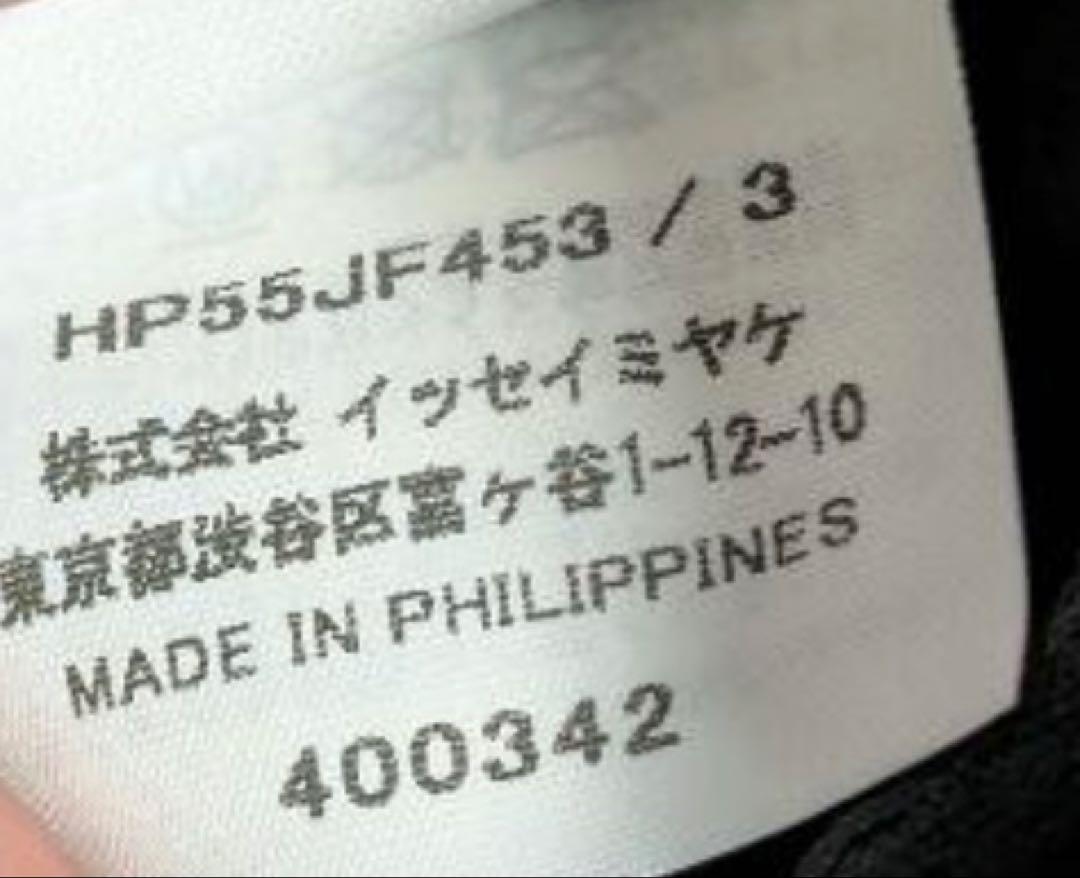 HP55JF453 / 3
株式会社 イッセイミヤケ
東京都渋谷区富ケ谷1-12-10
MADE IN PHILIPPINES
400342